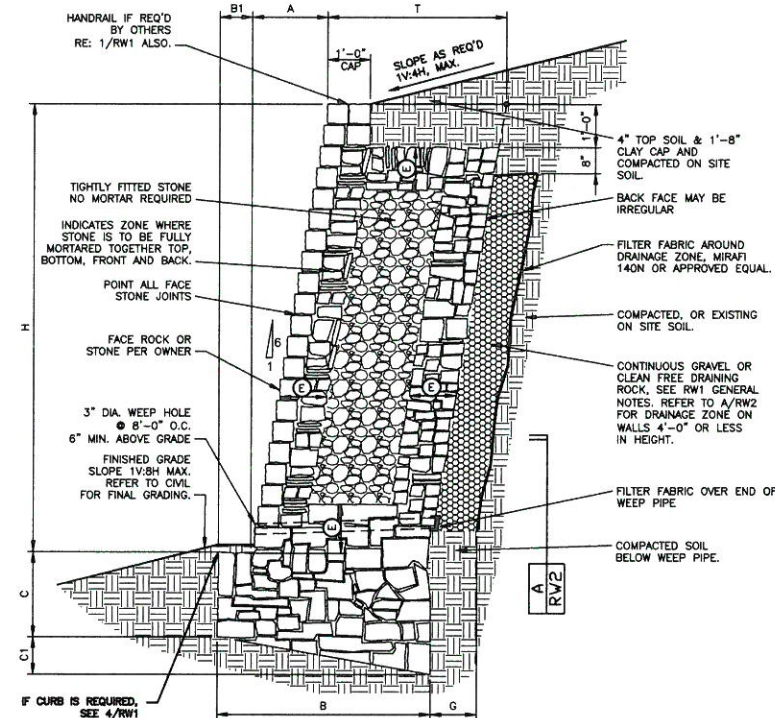 B1
A
T
HANDRAIL IF REQ'D
BY OTHERS
RE: 1/RW1 ALSO.
1'-0"
CAP
SLOPE AS REQ'D
1V:4H, MAX.
1'-0"
8"
4" TOP SOIL & 1'-8"
CLAY CAP AND
COMPACTED ON SITE
SOIL.
E
TIGHTLY FITTED STONE
NO MORTAR REQUIRED
BACK FACE MAY BE
IRREGULAR
INDICATES ZONE WHERE
STONE IS TO BE FULLY
MORTARED TOGETHER TOP,
BOTTOM, FRONT AND BACK.
FILTER FABRIC AROUND
DRAINAGE ZONE, MIRAFI
140N OR APPROVED EQUAL.
POINT ALL FACE
STONE JOINTS
COMPACTED, OR EXISTING
ON SITE SOIL.
H
6
1
FACE ROCK OR
STONE PER OWNER
E
E
CONTINUOUS GRAVEL OR
CLEAN FREE DRAINING
ROCK, SEE RW1 GENERAL
NOTES. REFER TO A/RW2
FOR DRAINAGE ZONE ON
WALLS 4'-0" OR LESS
IN HEIGHT.
3" DIA. WEEP HOLE
@ 8'-0" O.C.
6" MIN. ABOVE GRADE
FINISHED GRADE
SLOPE 1V:8H MAX.
REFER TO CIVIL
FOR FINAL GRADING.
FILTER FABRIC OVER END OF
WEEP PIPE
E
COMPACTED SOIL
BELOW WEEP PIPE.
A
RW2
C
C1
IF CURB IS REQUIRED,
SEE 4/RW1
B
G